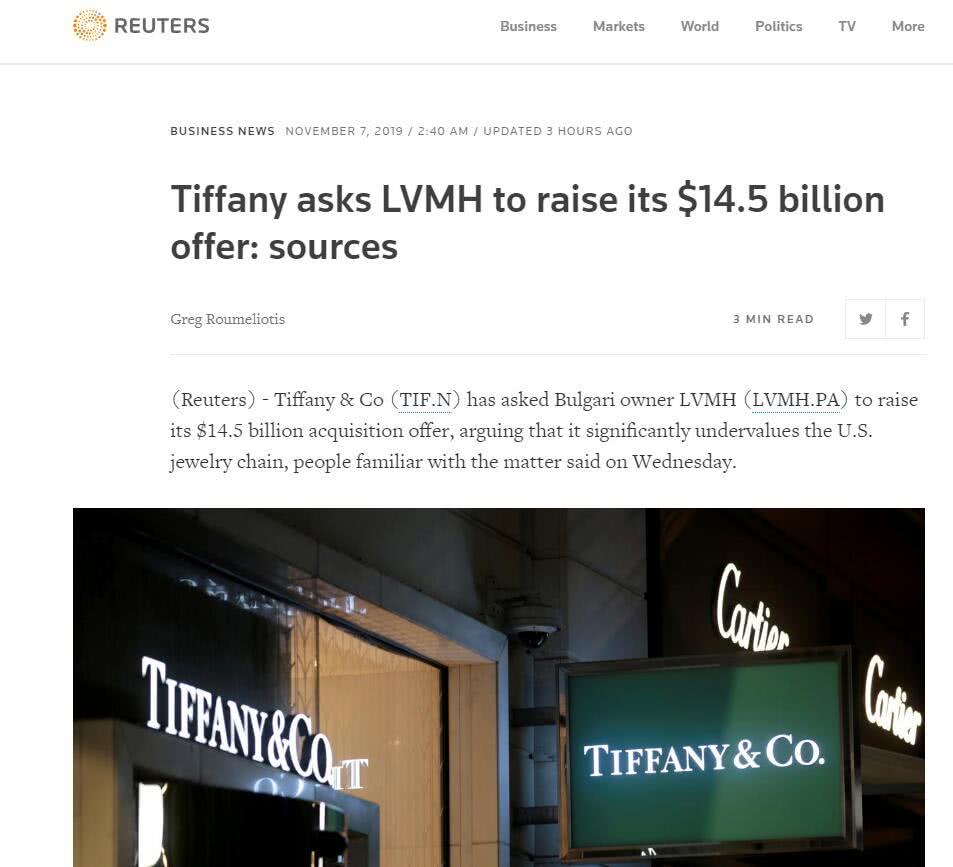 REUTERS
Business Markets World Politics TV More
BUSINESS NEWS NOVEMBER 7, 2019 / 2:40 AM / UPDATED 3 HOURS AGO
Tiffany asks LVMH to raise its $14.5 billion
offer: sources
Greg Roumeliotis
3 MIN READ
(Reuters) - Tiffany & Co (TIF.N) has asked Bulgari owner LVMH (LVMH.PA) to raise
its $14.5 billion acquisition offer, arguing that it significantly undervalues the U.S.
jewelry chain, people familiar with the matter said on Wednesday.
Cartier
Cartier
TIFFANY & CO.
TIFFANY & CO.